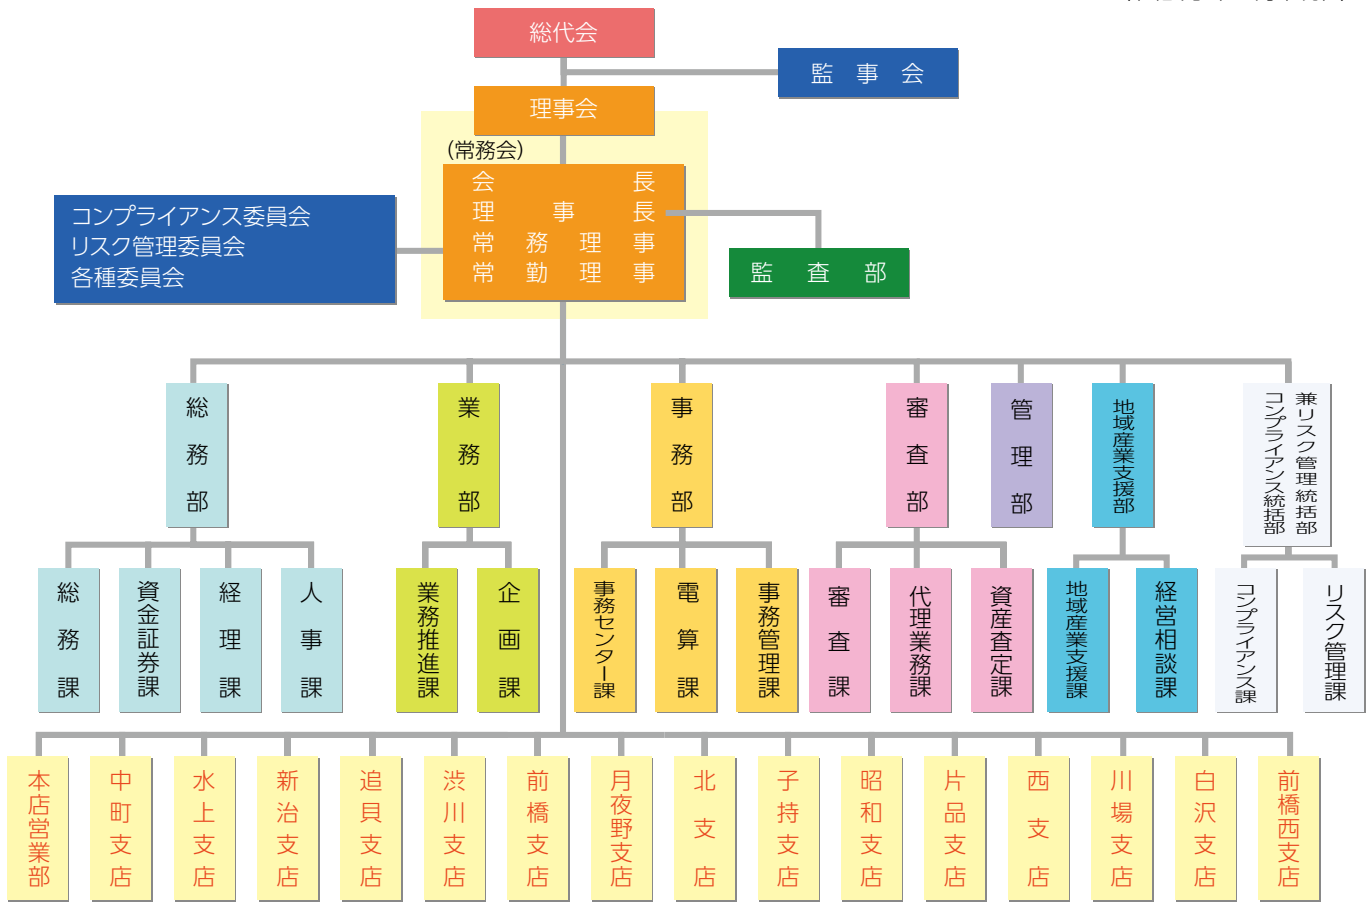 総代会
監事会
理事会
(常務会)
会長
理事長
常務理事
常勤理事
コンプライアンス委員会
リスク管理委員会
各種委員会
監査部
総務部
業務部
事務部
審査部
管理部
地域産業支援部
兼リスク管理統括部
コンプライアンス統括部
総務課
資金証券課
経理課
人事課
業務推進課
企画課
事務センター課
電算課
事務管理課
審査課
代理業務課
資産査定課
地域産業支援課
経営相談課
コンプライアンス課
リスク管理課
本店営業部
中町支店
水上支店
新治支店
追貝支店
渋川支店
前橋支店
月夜野支店
北支店
子持支店
昭和支店
片品支店
西支店
川場支店
白沢支店
前橋西支店